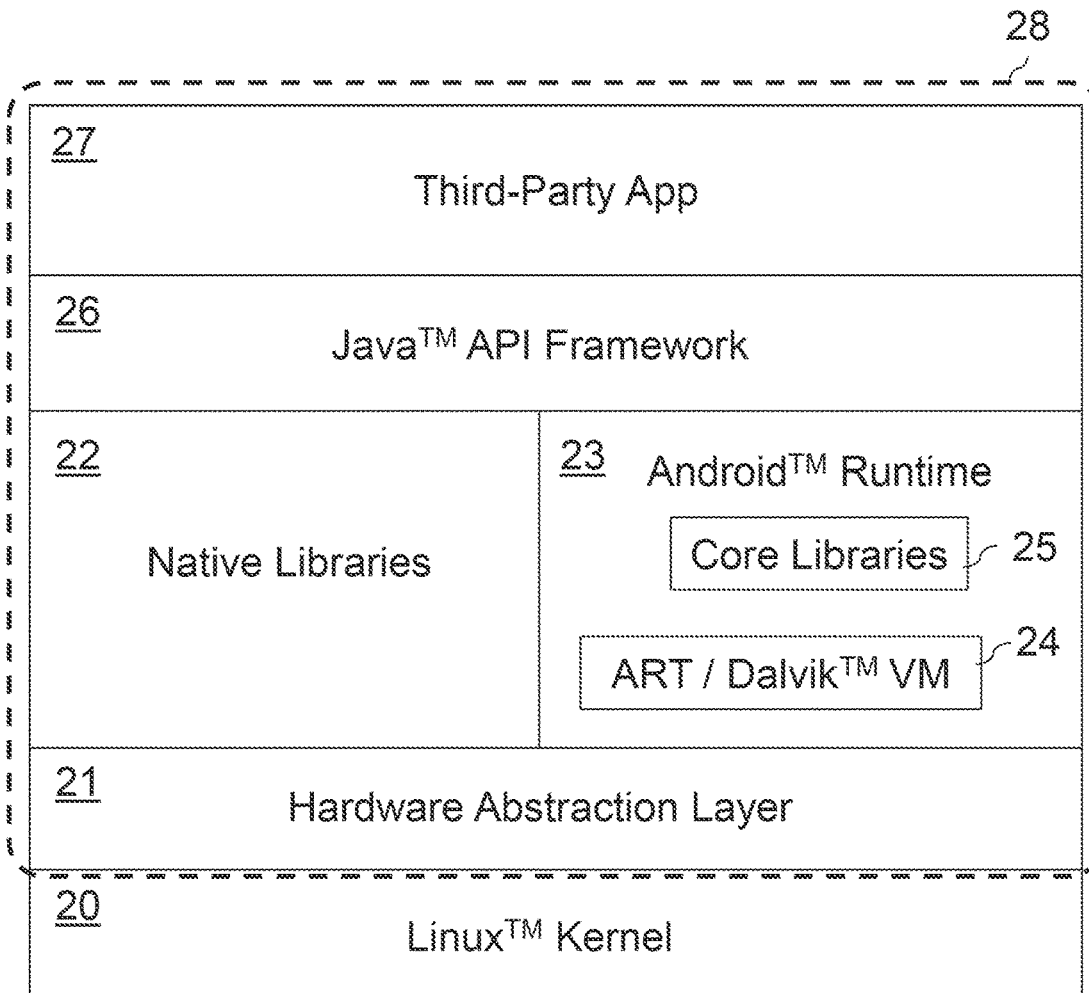 28
27
Third-Party App
26
Java™ API Framework
22
Native Libraries
23
Android™ Runtime
Core Libraries
25
ART / Dalvik™ VM
24
21
Hardware Abstraction Layer
20
Linux™ Kernel